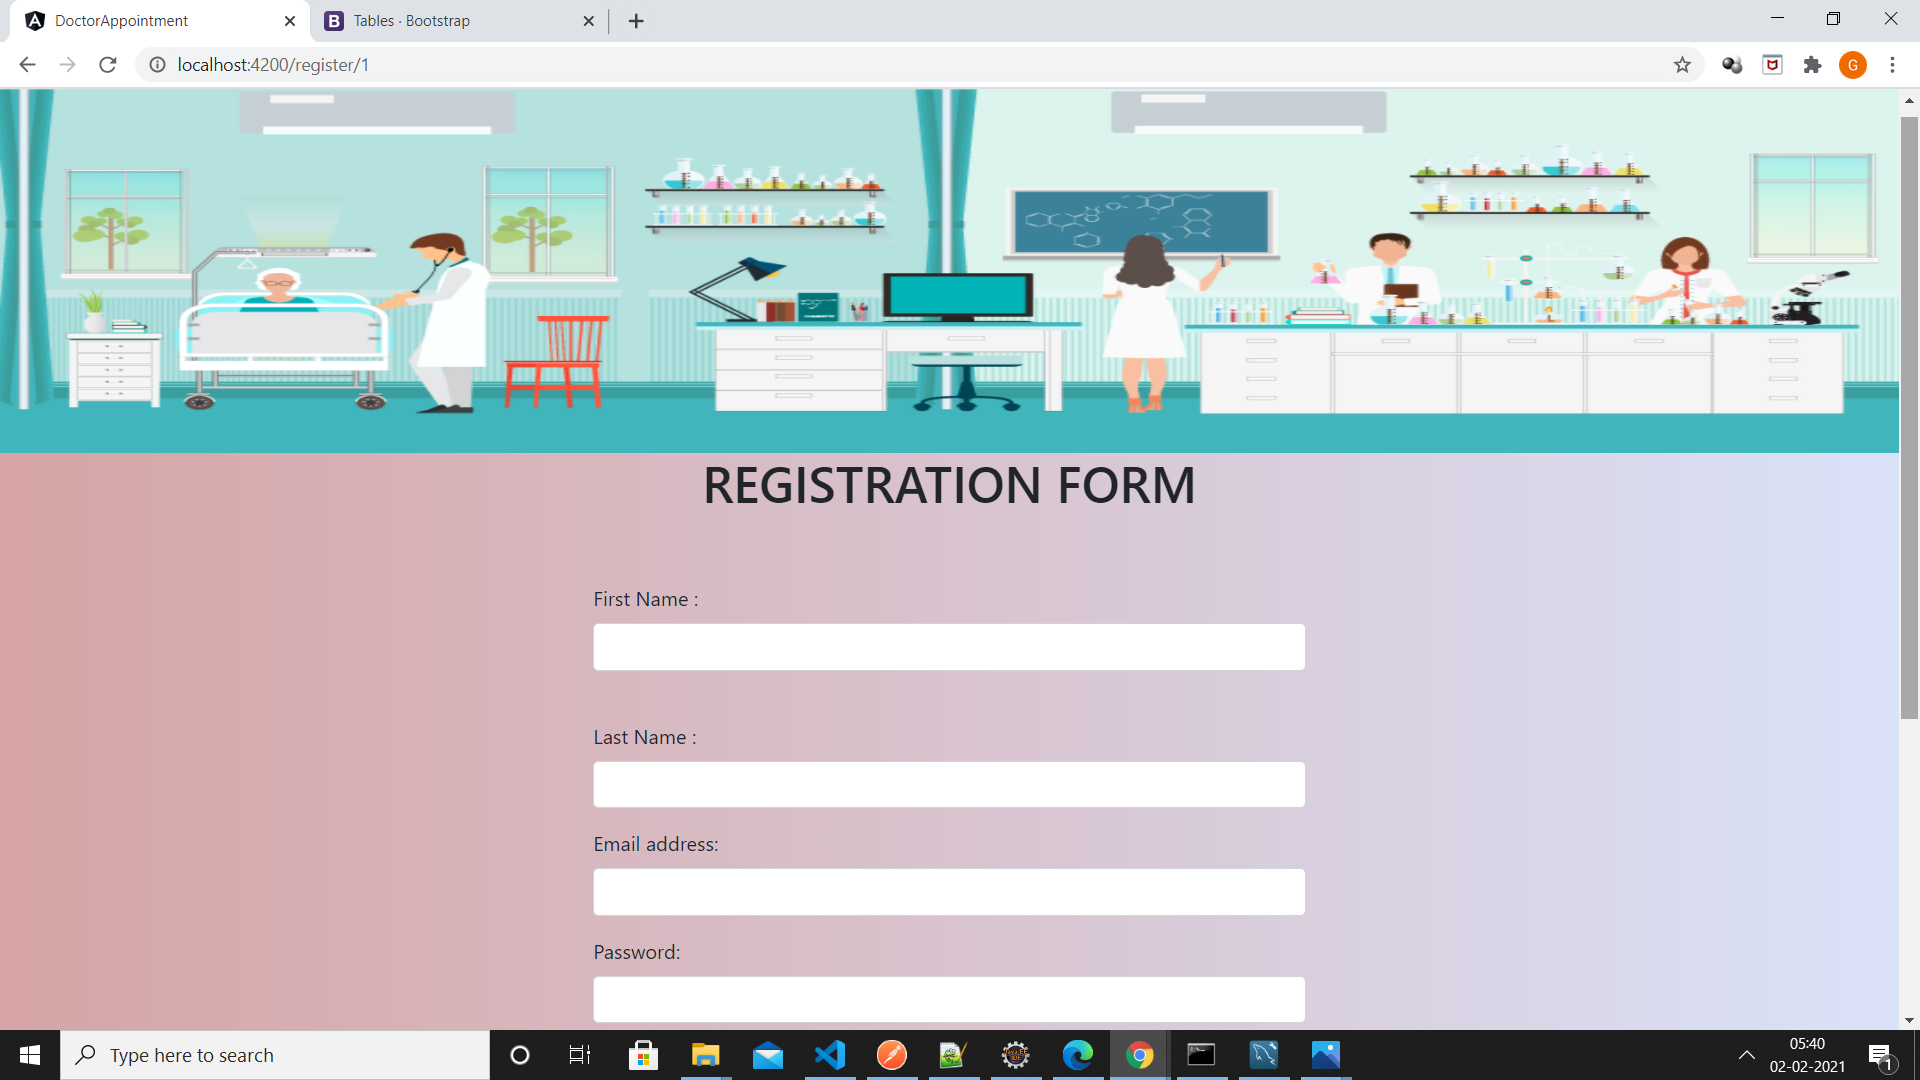 DoctorAppointment
B Tables · Bootstrap
localhost:4200/register/1
G
REGISTRATION FORM
First Name :
Last Name :
Email address:
Password:
Type here to search
05:40
02-02-2021
1